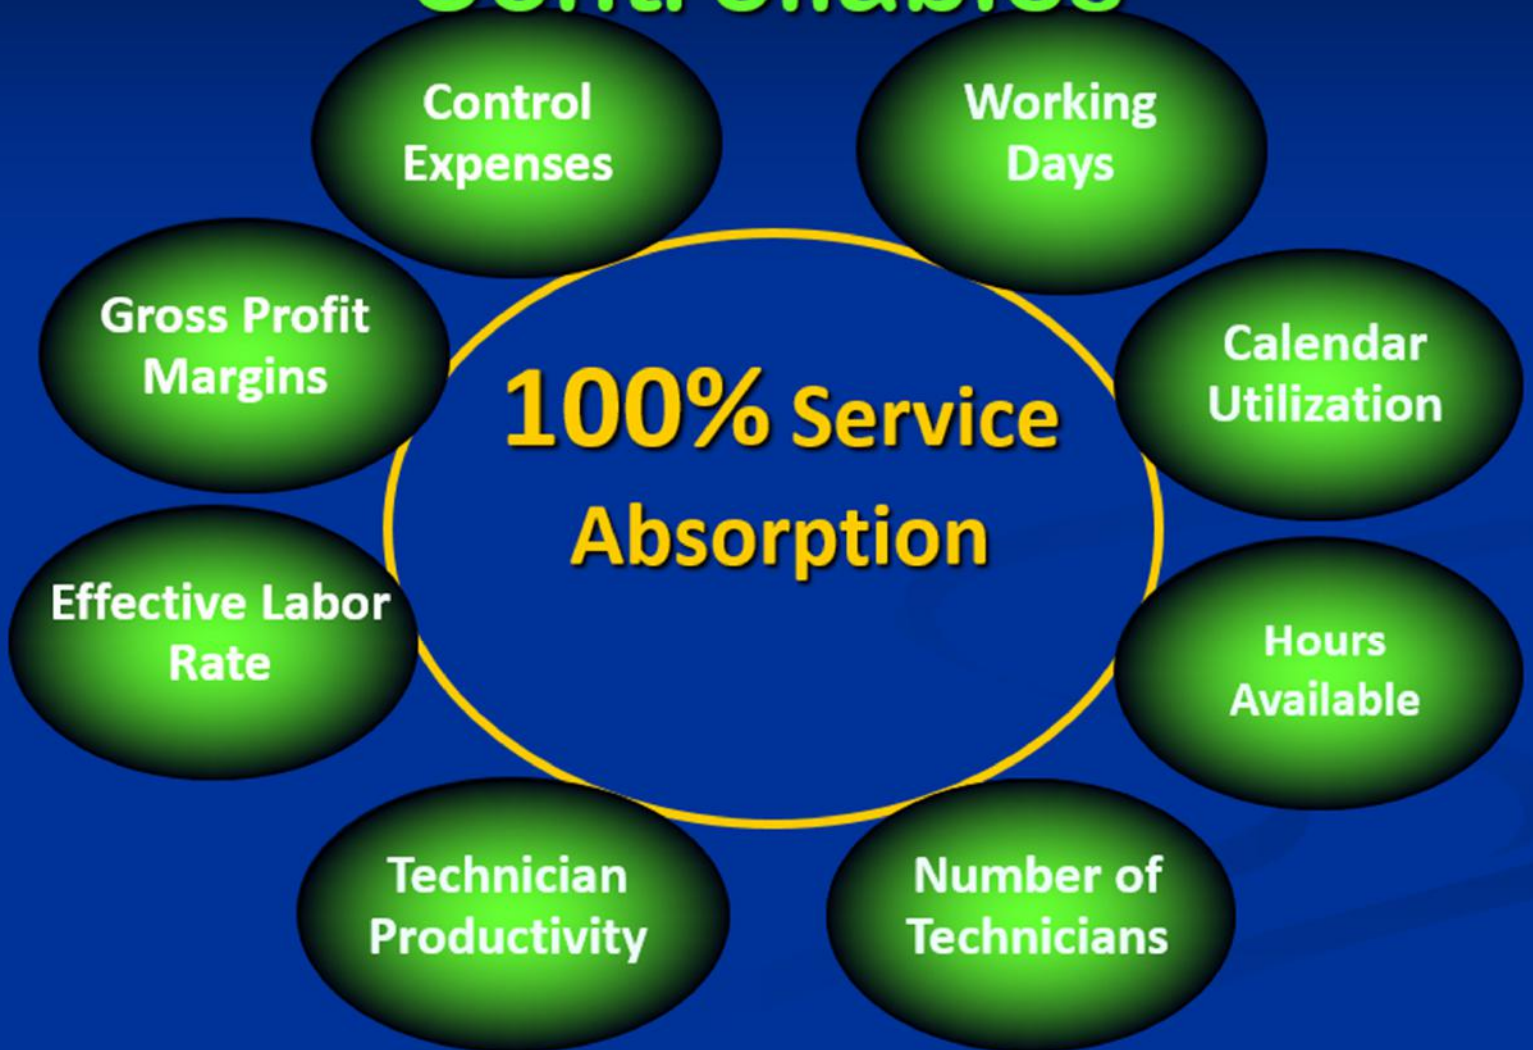 Controllables
Control
Expenses
Working
Days
Gross Profit
Margins
Calendar
Utilization
100% Service
Absorption
Effective Labor
Rate
Hours
Available
Technician
Productivity
Number of
Technicians